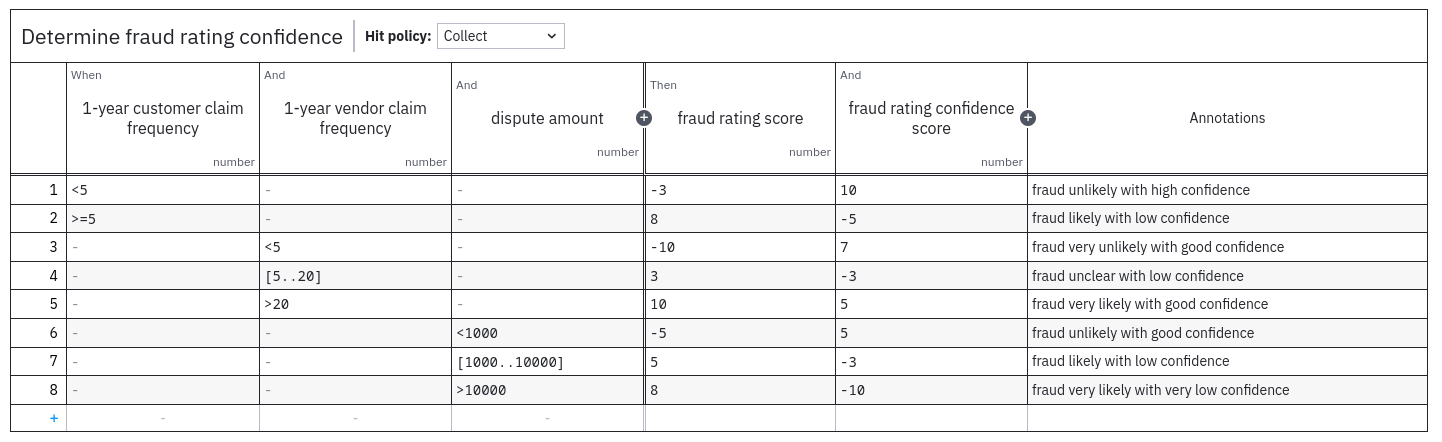 Determine fraud rating confidence Hit policy: Collect
When And And Then And
1-year customer claim frequency 1-year vendor claim frequency dispute amount + fraud rating score fraud rating confidence score + Annotations
number number number number number
1 <5 - - -3 10 fraud unlikely with high confidence
2 >=5 - - 8 -5 fraud likely with low confidence
3 - <5 - -10 7 fraud very unlikely with good confidence
4 - [5..20] - 3 -3 fraud unclear with low confidence
5 - >20 - 10 5 fraud very likely with good confidence
6 - - <1000 -5 5 fraud unlikely with good confidence
7 - - [1000..10000] 5 -3 fraud likely with low confidence
8 - - >10000 8 -10 fraud very likely with very low confidence
+ - - -